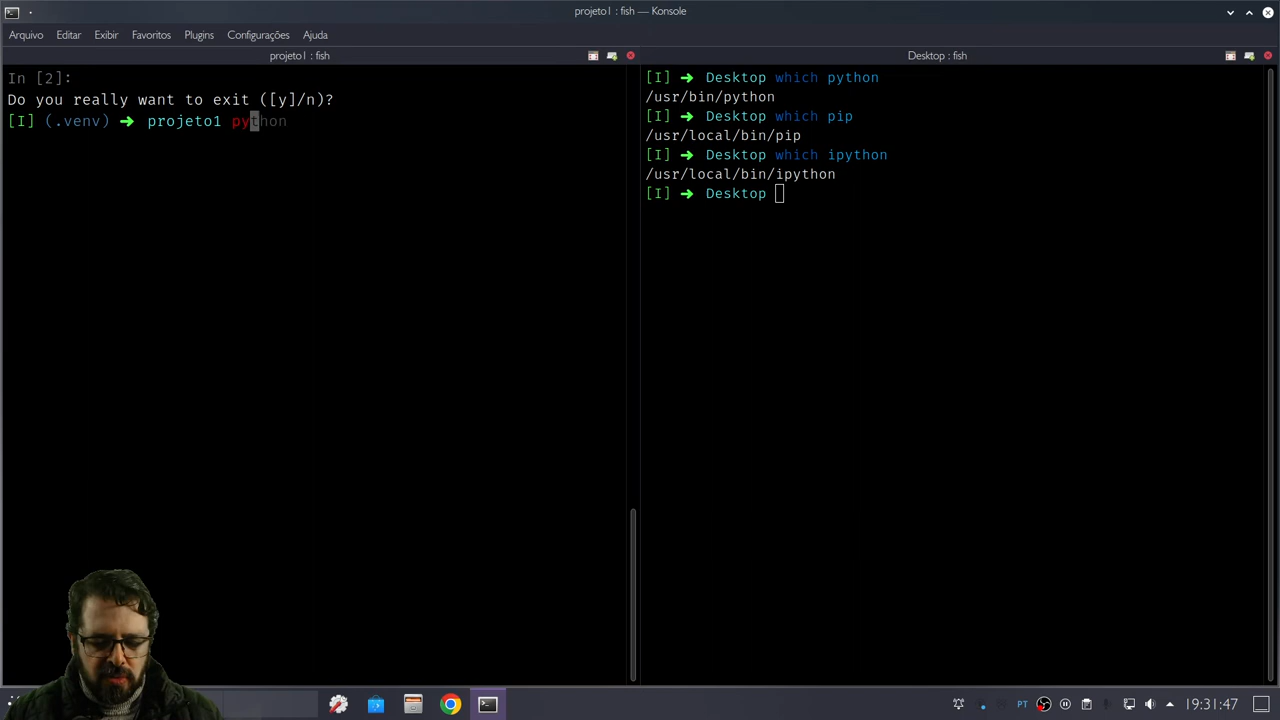 projeto1 : fish — Konsole
Arquivo Editar Exibir Favoritos Plugins Configurações Ajuda
projeto1 : fish
In [2]:
Do you really want to exit ([y]/n)?
[I] (.venv) ➜ projeto1 python
Desktop : fish
[I] ➜ Desktop which python
/usr/bin/python
[I] ➜ Desktop which pip
/usr/local/bin/pip
[I] ➜ Desktop which ipython
/usr/local/bin/ipython
[I] ➜ Desktop
PT 19:31:47